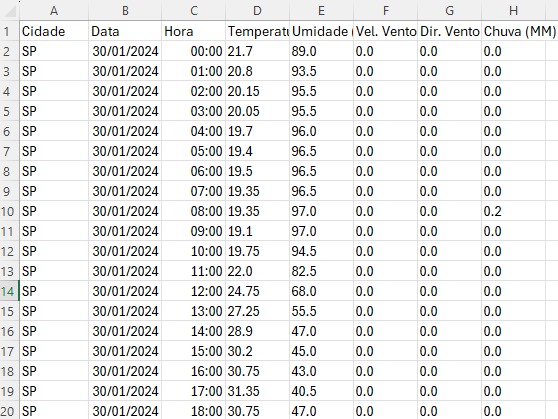 A B C D E F G H
1 Cidade Data Hora Temperatu Umidade ( Vel. Vento Dir. Vento Chuva (MM)
2 SP 30/01/2024 00:00 21.7 89.0 0.0 0.0 0.0
3 SP 30/01/2024 01:00 20.8 93.5 0.0 0.0 0.0
4 SP 30/01/2024 02:00 20.15 95.5 0.0 0.0 0.0
5 SP 30/01/2024 03:00 20.05 95.5 0.0 0.0 0.0
6 SP 30/01/2024 04:00 19.7 96.0 0.0 0.0 0.0
7 SP 30/01/2024 05:00 19.4 96.5 0.0 0.0 0.0
8 SP 30/01/2024 06:00 19.5 96.5 0.0 0.0 0.0
9 SP 30/01/2024 07:00 19.35 96.5 0.0 0.0 0.0
10 SP 30/01/2024 08:00 19.35 97.0 0.0 0.0 0.2
11 SP 30/01/2024 09:00 19.1 97.0 0.0 0.0 0.0
12 SP 30/01/2024 10:00 19.75 94.5 0.0 0.0 0.0
13 SP 30/01/2024 11:00 22.0 82.5 0.0 0.0 0.0
14 SP 30/01/2024 12:00 24.75 68.0 0.0 0.0 0.0
15 SP 30/01/2024 13:00 27.25 55.5 0.0 0.0 0.0
16 SP 30/01/2024 14:00 28.9 47.0 0.0 0.0 0.0
17 SP 30/01/2024 15:00 30.2 45.0 0.0 0.0 0.0
18 SP 30/01/2024 16:00 30.75 43.0 0.0 0.0 0.0
19 SP 30/01/2024 17:00 31.35 40.5 0.0 0.0 0.0
20 SP 30/01/2024 18:00 30.75 47.0 0.0 0.0 0.0